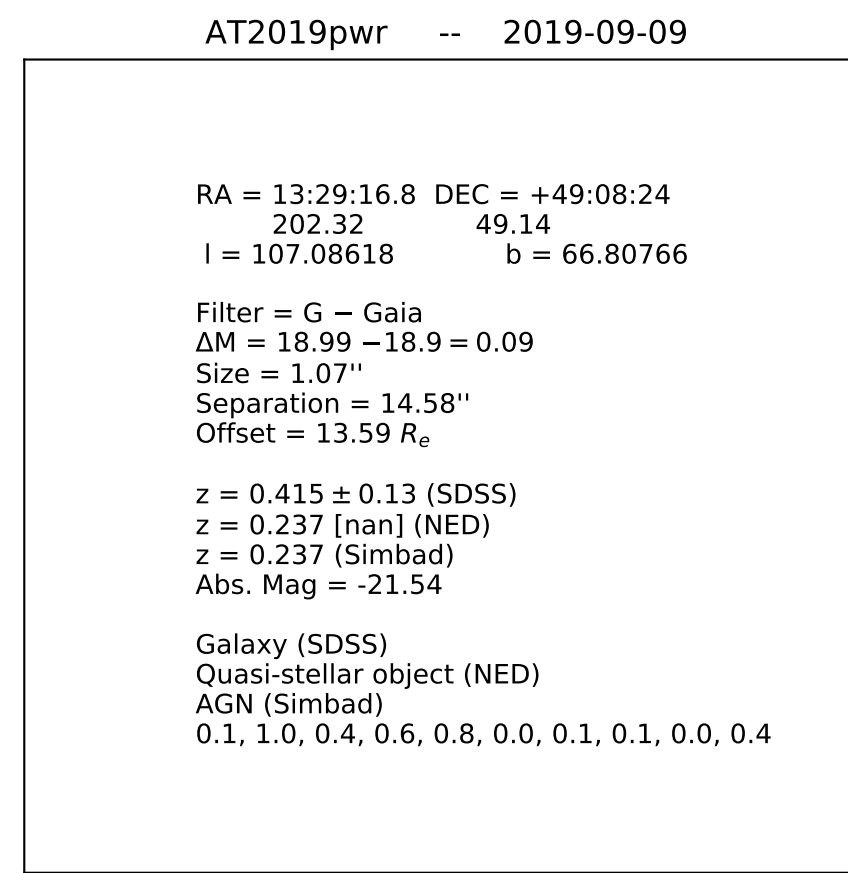 AT2019pwr -- 2019-09-09
RA = 13:29:16.8 DEC = +49:08:24
202.32 49.14
l = 107.08618 b = 66.80766
Filter = G − Gaia
ΔM = 18.99 −18.9 = 0.09
Size = 1.07''
Separation = 14.58''
Offset = 13.59 Rₑ
z = 0.415 ± 0.13 (SDSS)
z = 0.237 [nan] (NED)
z = 0.237 (Simbad)
Abs. Mag = -21.54
Galaxy (SDSS)
Quasi-stellar object (NED)
AGN (Simbad)
0.1, 1.0, 0.4, 0.6, 0.8, 0.0, 0.1, 0.1, 0.0, 0.4